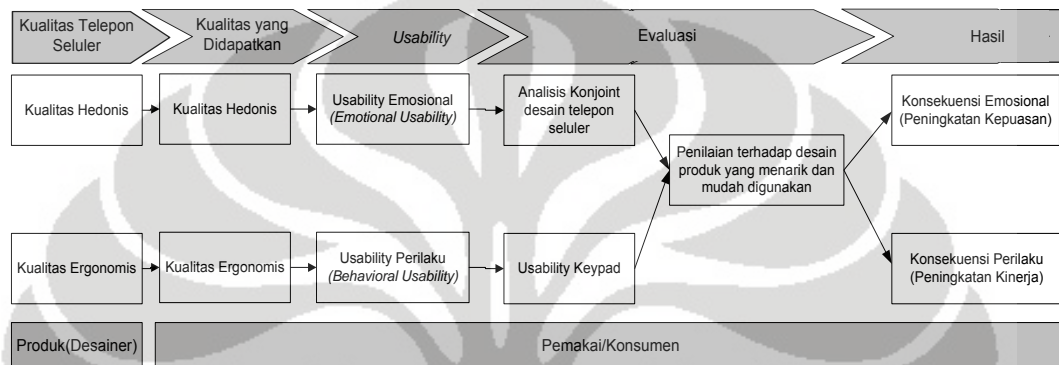 Kualitas Telepon
Seluler
Kualitas yang
Didapatkan
Usability
Evaluasi
Hasil
Kualitas Hedonis
Kualitas Hedonis
Usability Emosional
(Emotional Usability)
Analisis Konjoint
desain telepon
seluler
Penilaian terhadap desain
produk yang menarik dan
mudah digunakan
Konsekuensi Emosional
(Peningkatan Kepuasan)
Kualitas Ergonomis
Kualitas Ergonomis
Usability Perilaku
(Behavioral Usability)
Usability Keypad
Konsekuensi Perilaku
(Peningkatan Kinerja)
Produk(Desainer)
Pemakai/Konsumen